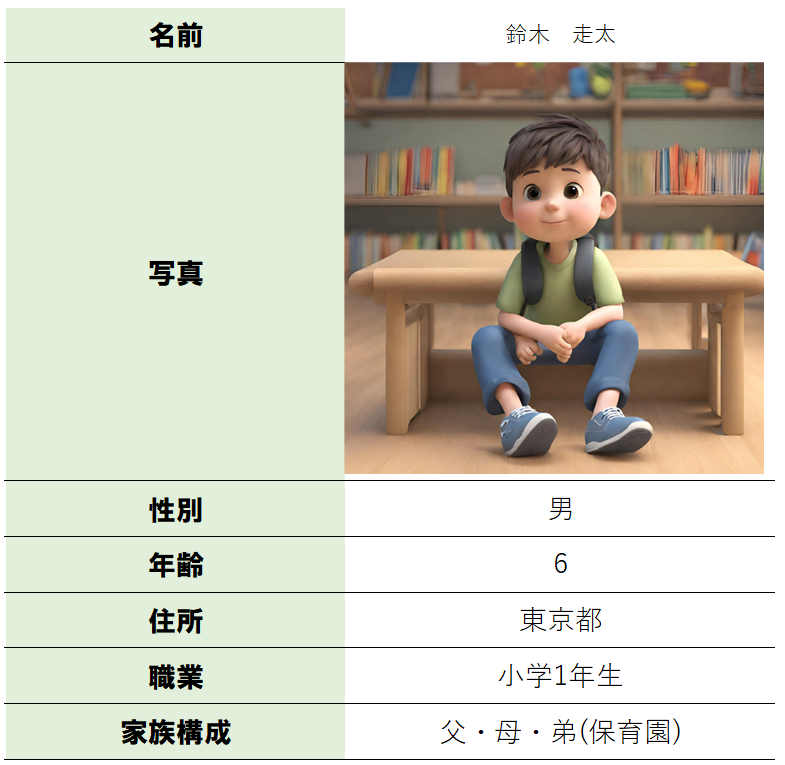 名前 鈴木　走太
写真
性別 男
年齢 6
住所 東京都
職業 小学1年生
家族構成 父・母・弟(保育園)